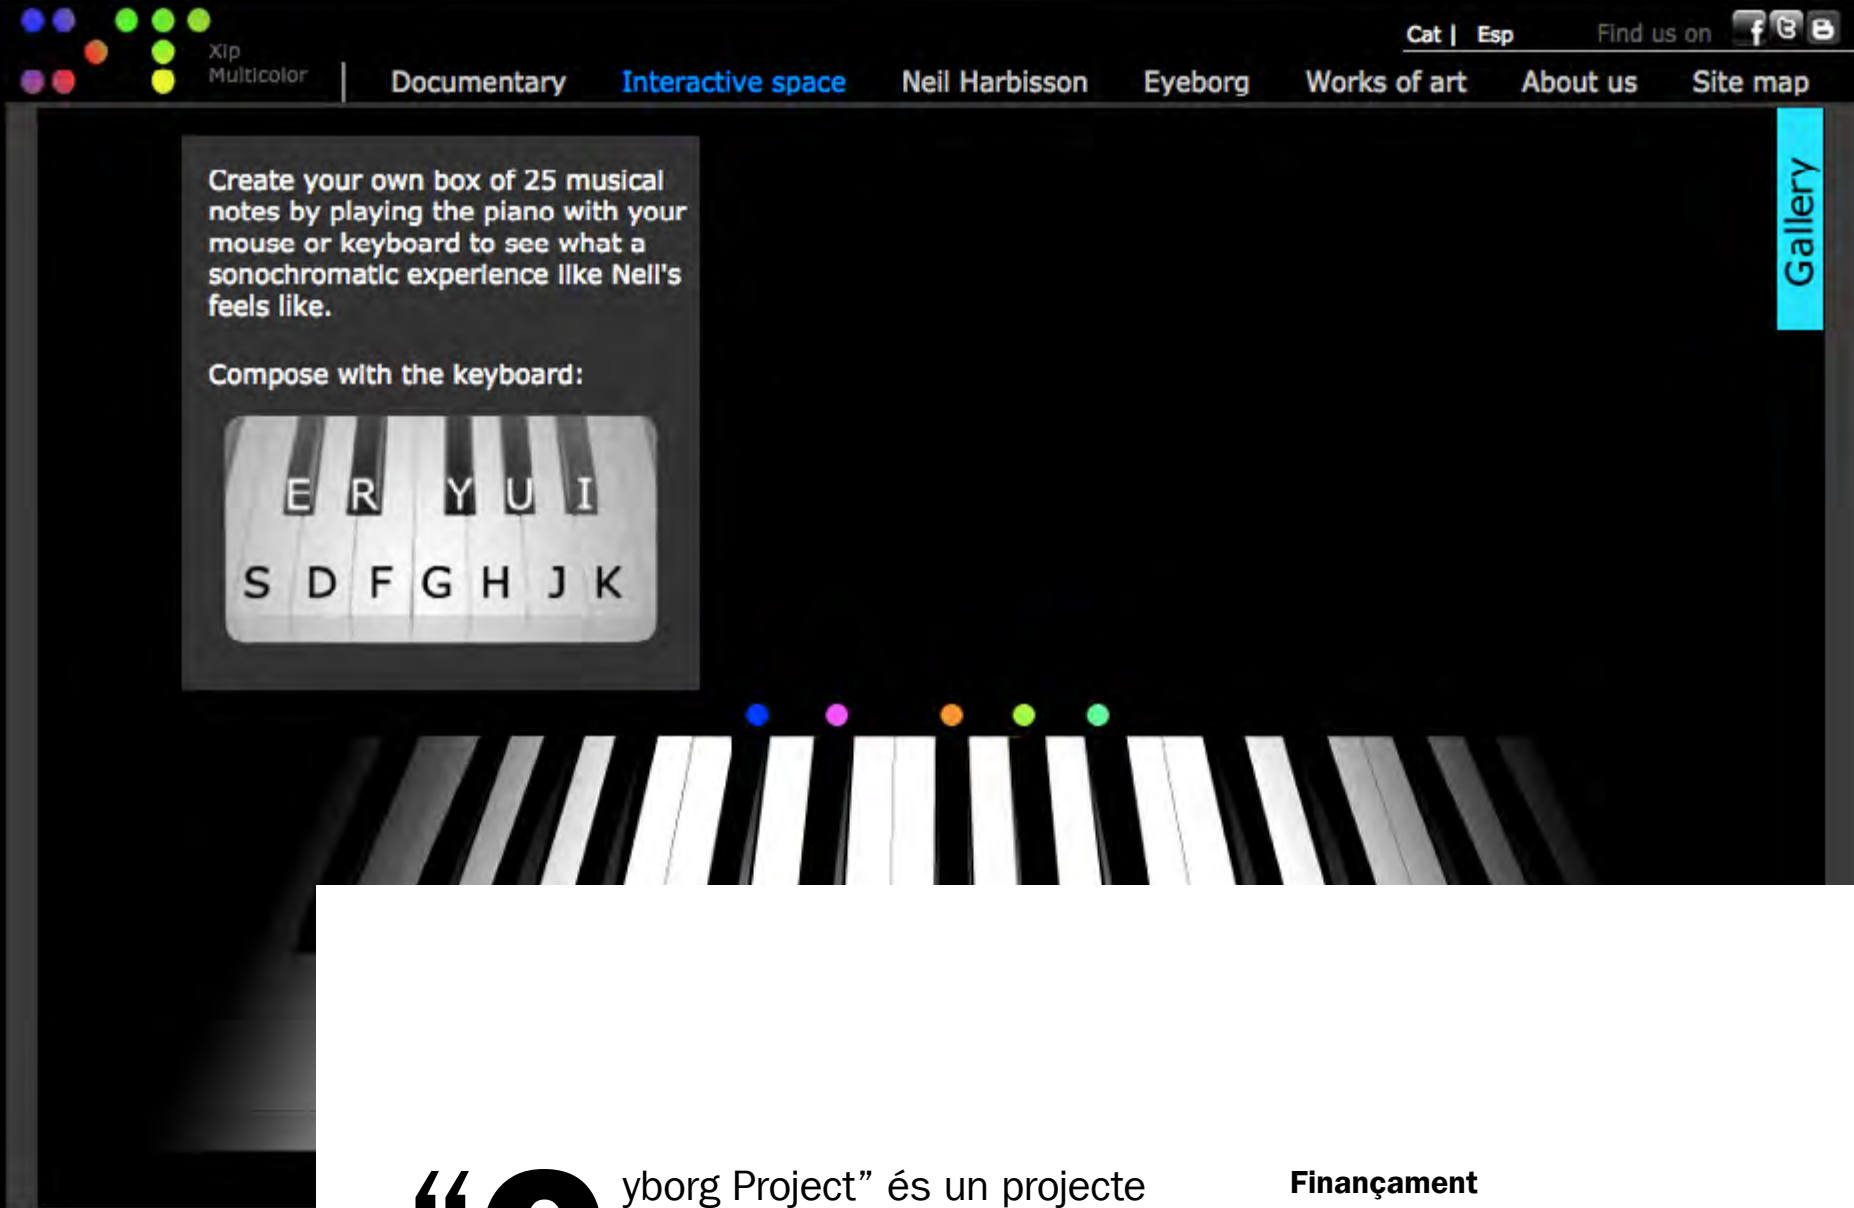 Xip
Multicolor
Cat | Esp
Find us on
Documentary
Interactive space
Neil Harbisson
Eyeborg
Works of art
About us
Site map
Gallery
Create your own box of 25 musical
notes by playing the piano with your
mouse or keyboard to see what a
sonochromatic experience like Neil's
feels like.
Compose with the keyboard:
E R Y U I
S D F G H J K
“C
yborg Project” és un projecte
Finançament